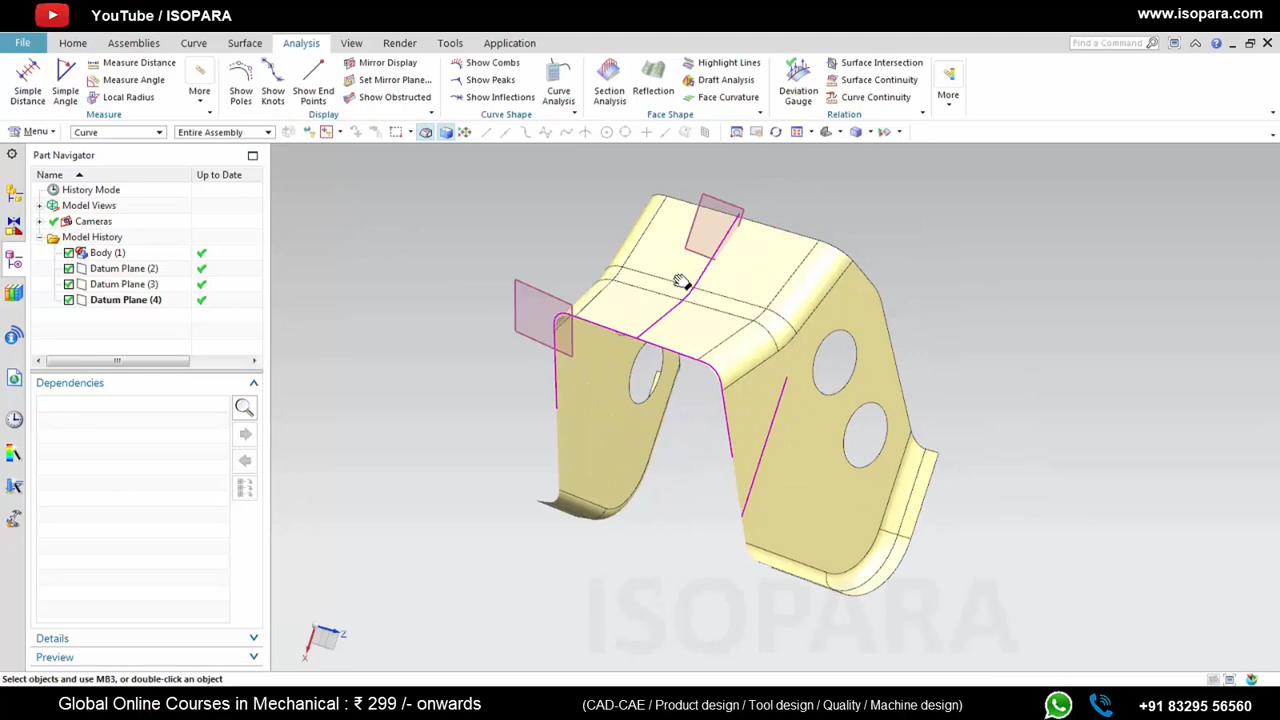 YouTube / ISOPARA
www.isopara.com
File Home Assemblies Curve Surface Analysis View Render Tools Application Find a Command
Simple Distance
Simple Angle
Measure Distance
Measure Angle
Local Radius
More
Measure
Show Poles
Show Knots
Show End Points
Mirror Display
Set Mirror Plane...
Show Obstructed
Display
Show Combs
Show Peaks
Show Inflections
Curve Analysis
Curve Shape
Section Analysis
Reflection
Highlight Lines
Draft Analysis
Face Curvature
Face Shape
Deviation Gauge
Surface Intersection
Surface Continuity
Curve Continuity
Relation
More
Menu Curve Entire Assembly
Part Navigator
Name Up to Date
History Mode
Model Views
Cameras
Model History
Body (1)
Datum Plane (2)
Datum Plane (3)
Datum Plane (4)
Dependencies
Details
Preview
Z
X
ISOPARA
Select objects and use MB3, or double-click an object
Global Online Courses in Mechanical : ₹ 299 /- onwards (CAD-CAE / Product design / Tool design / Quality / Machine design) +91 83295 56560